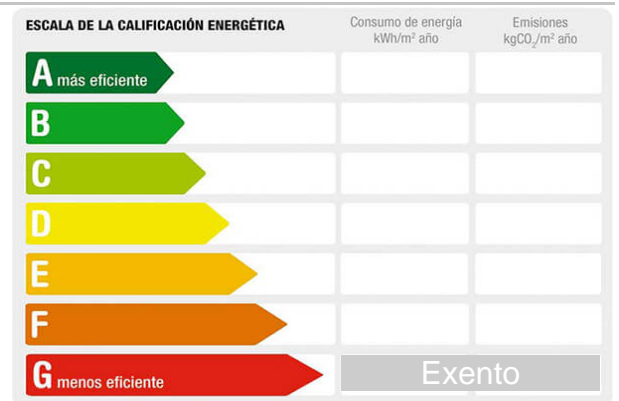 ESCALA DE LA CALIFICACIÓN ENERGÉTICA
Consumo de energía
kWh/m² año
Emisiones
kgCO₂/m² año
A más eficiente
B
C
D
E
F
G menos eficiente
Exento